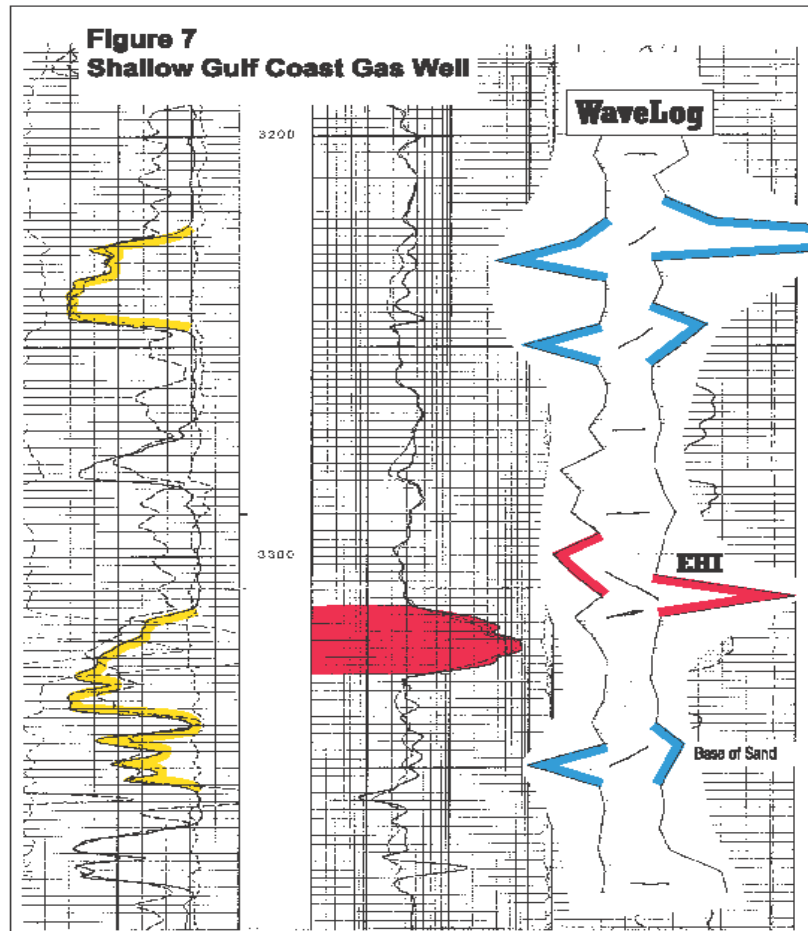 Figure 7
Shallow Gulf Coast Gas Well
WaveLog
3200
3300
EHI
Base of Sand